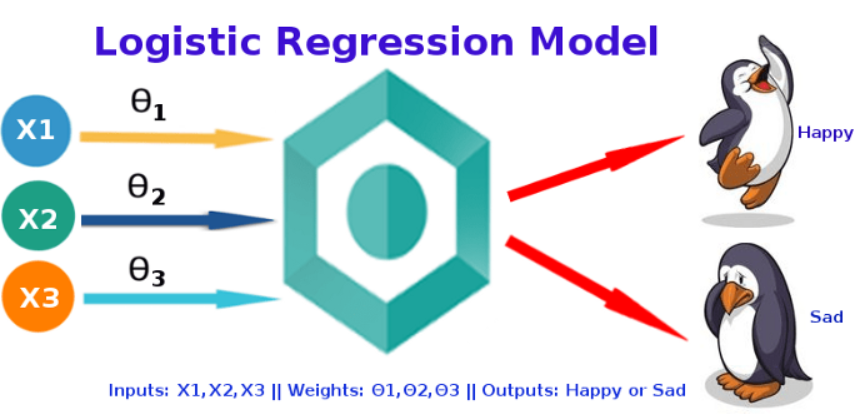 Logistic Regression Model
X1
θ1
X2
θ2
X3
θ3
Happy
Sad
Inputs: X1,X2,X3 || Weights: Θ1,Θ2,Θ3 || Outputs: Happy or Sad